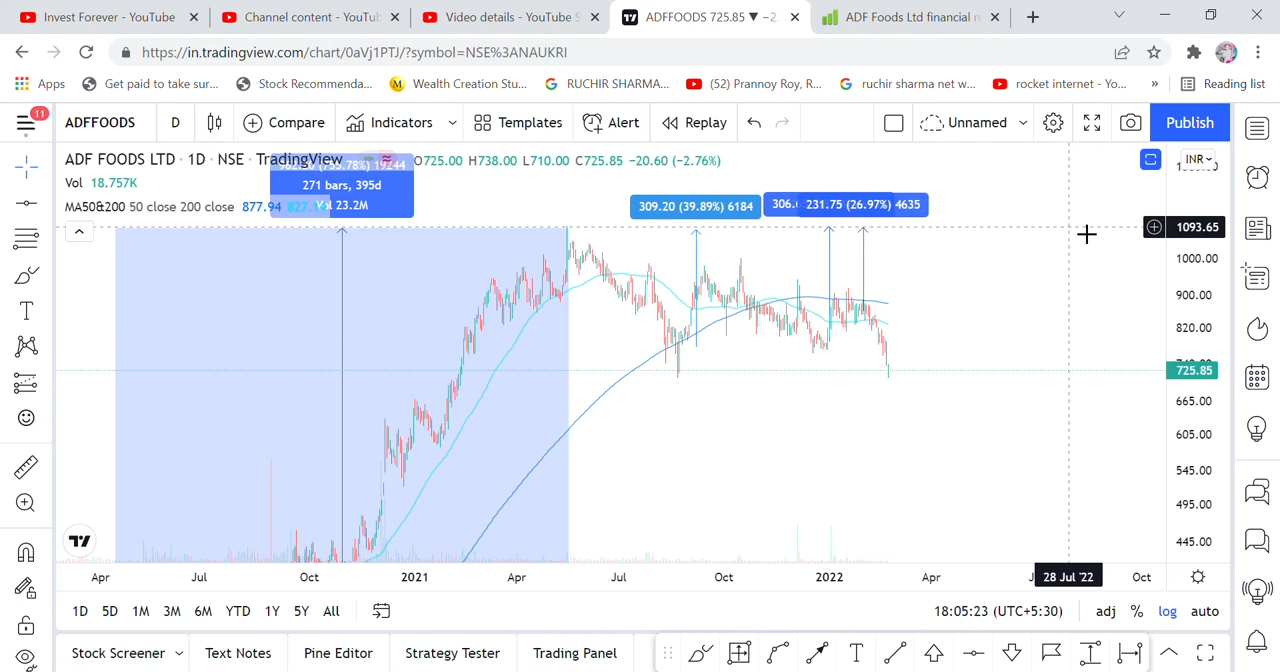 Invest Forever - YouTube
Channel content - YouTub
Video details - YouTube S
ADFFOODS 725.85 ▼ −2.
ADF Foods Ltd financial re
https://in.tradingview.com/chart/0aVj1PTJ/?symbol=NSE%3ANAUKRI
Apps
Get paid to take sur...
Stock Recommenda...
Wealth Creation Stu...
RUCHIR SHARMA...
(52) Prannoy Roy, R...
ruchir sharma net w...
rocket internet - Yo...
»
Reading list
11
ADFFOODS
D
Compare
Indicators
Templates
Alert
Replay
Unnamed
Publish
ADF FOODS LTD · 1D · NSE · TradingView
O725.00 H738.00 L710.00 C725.85 −20.60 (−2.76%)
INR
Vol 18.757K
19244
271 bars, 395d
23.2M
MA50&200 50 close 200 close 877.94
309.20 (39.89%) 6184
306.
231.75 (26.97%) 4635
1093.65
1000.00
900.00
820.00
725.85
665.00
605.00
545.00
495.00
445.00
Apr
Jul
Oct
2021
Apr
Jul
Oct
2022
Apr
28 Jul '22
Oct
1D
5D
1M
3M
6M
YTD
1Y
5Y
All
18:05:23 (UTC+5:30)
adj
%
log
auto
Stock Screener
Text Notes
Pine Editor
Strategy Tester
Trading Panel